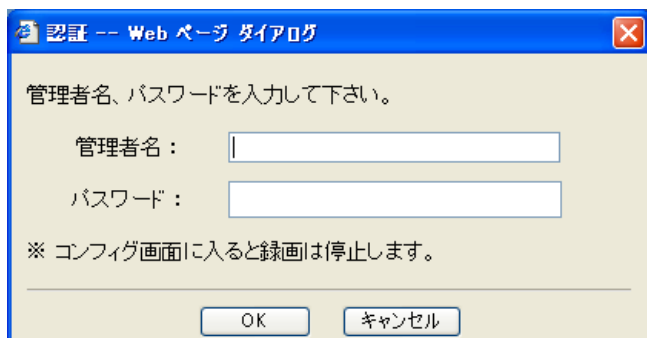 認証 -- Web ページ ダイアログ
管理者名、パスワードを入力して下さい。
管理者名：
パスワード：
※ コンフィグ画面に入ると録画は停止します。
OK キャンセル